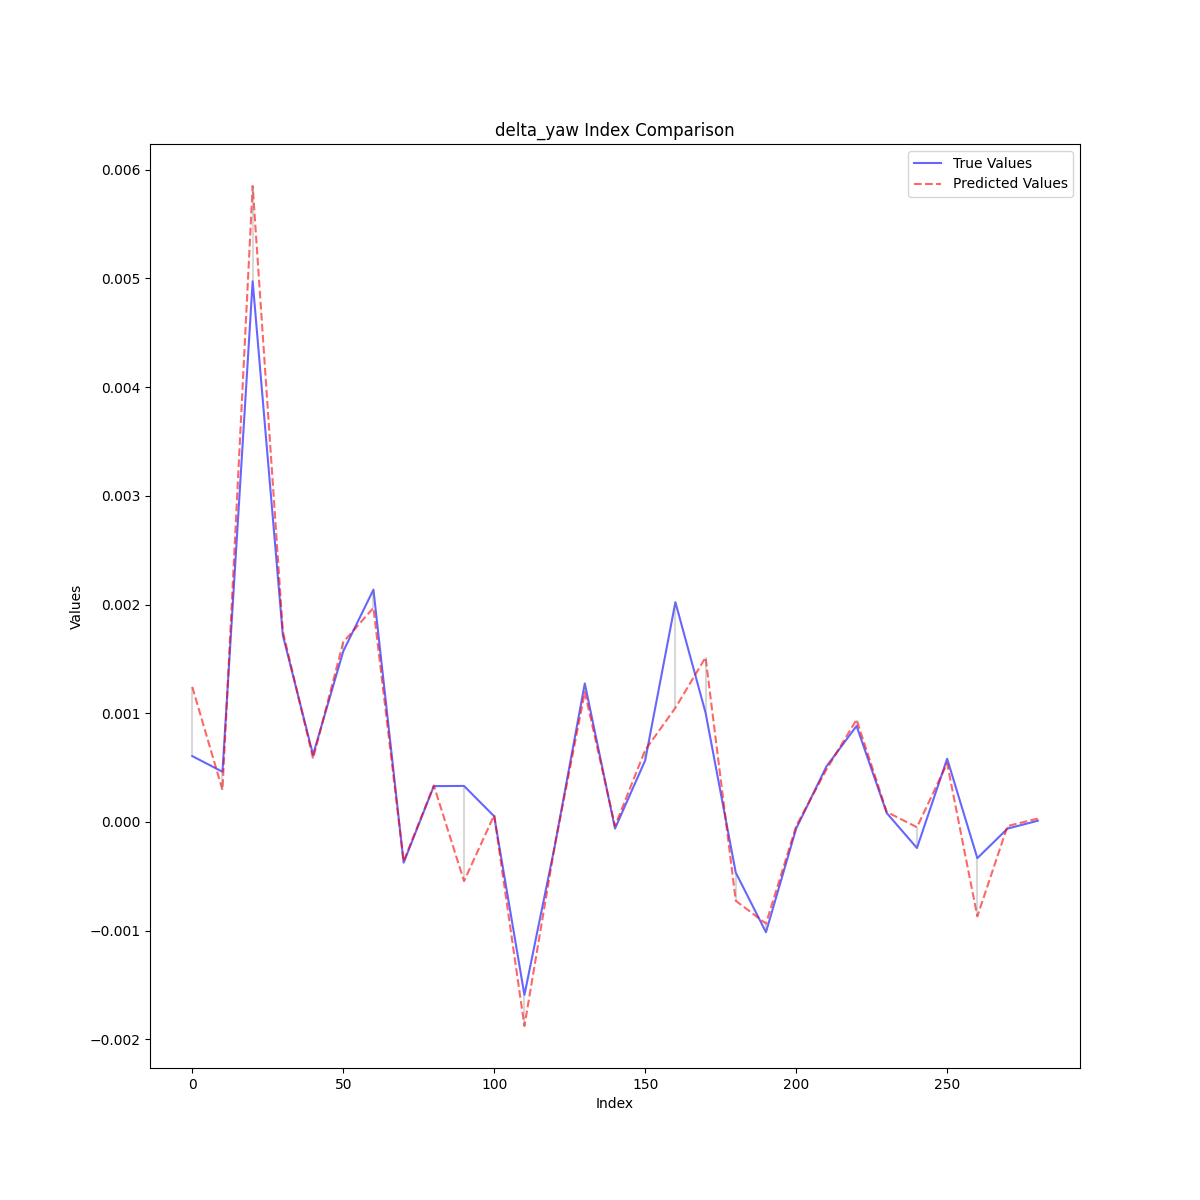 delta_yaw Index Comparison
True Values
Predicted Values
0.006
0.005
0.004
0.003
0.002
0.001
0.000
−0.001
−0.002
Values
0 50 100 150 200 250
Index